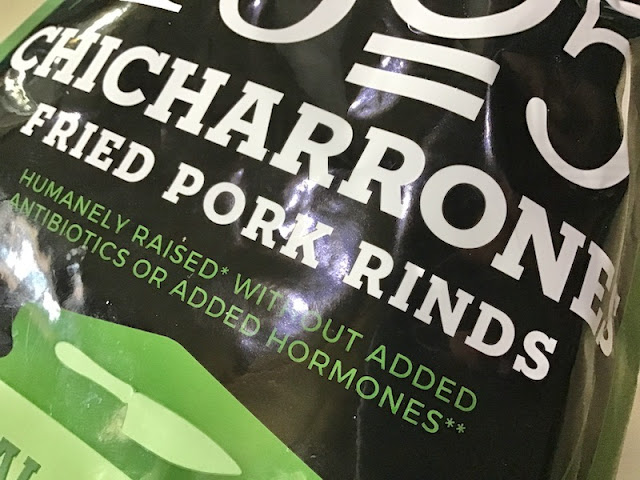 CHICHARRONES
FRIED PORK RINDS
HUMANELY RAISED* WITHOUT ADDED
ANTIBIOTICS OR ADDED HORMONES**